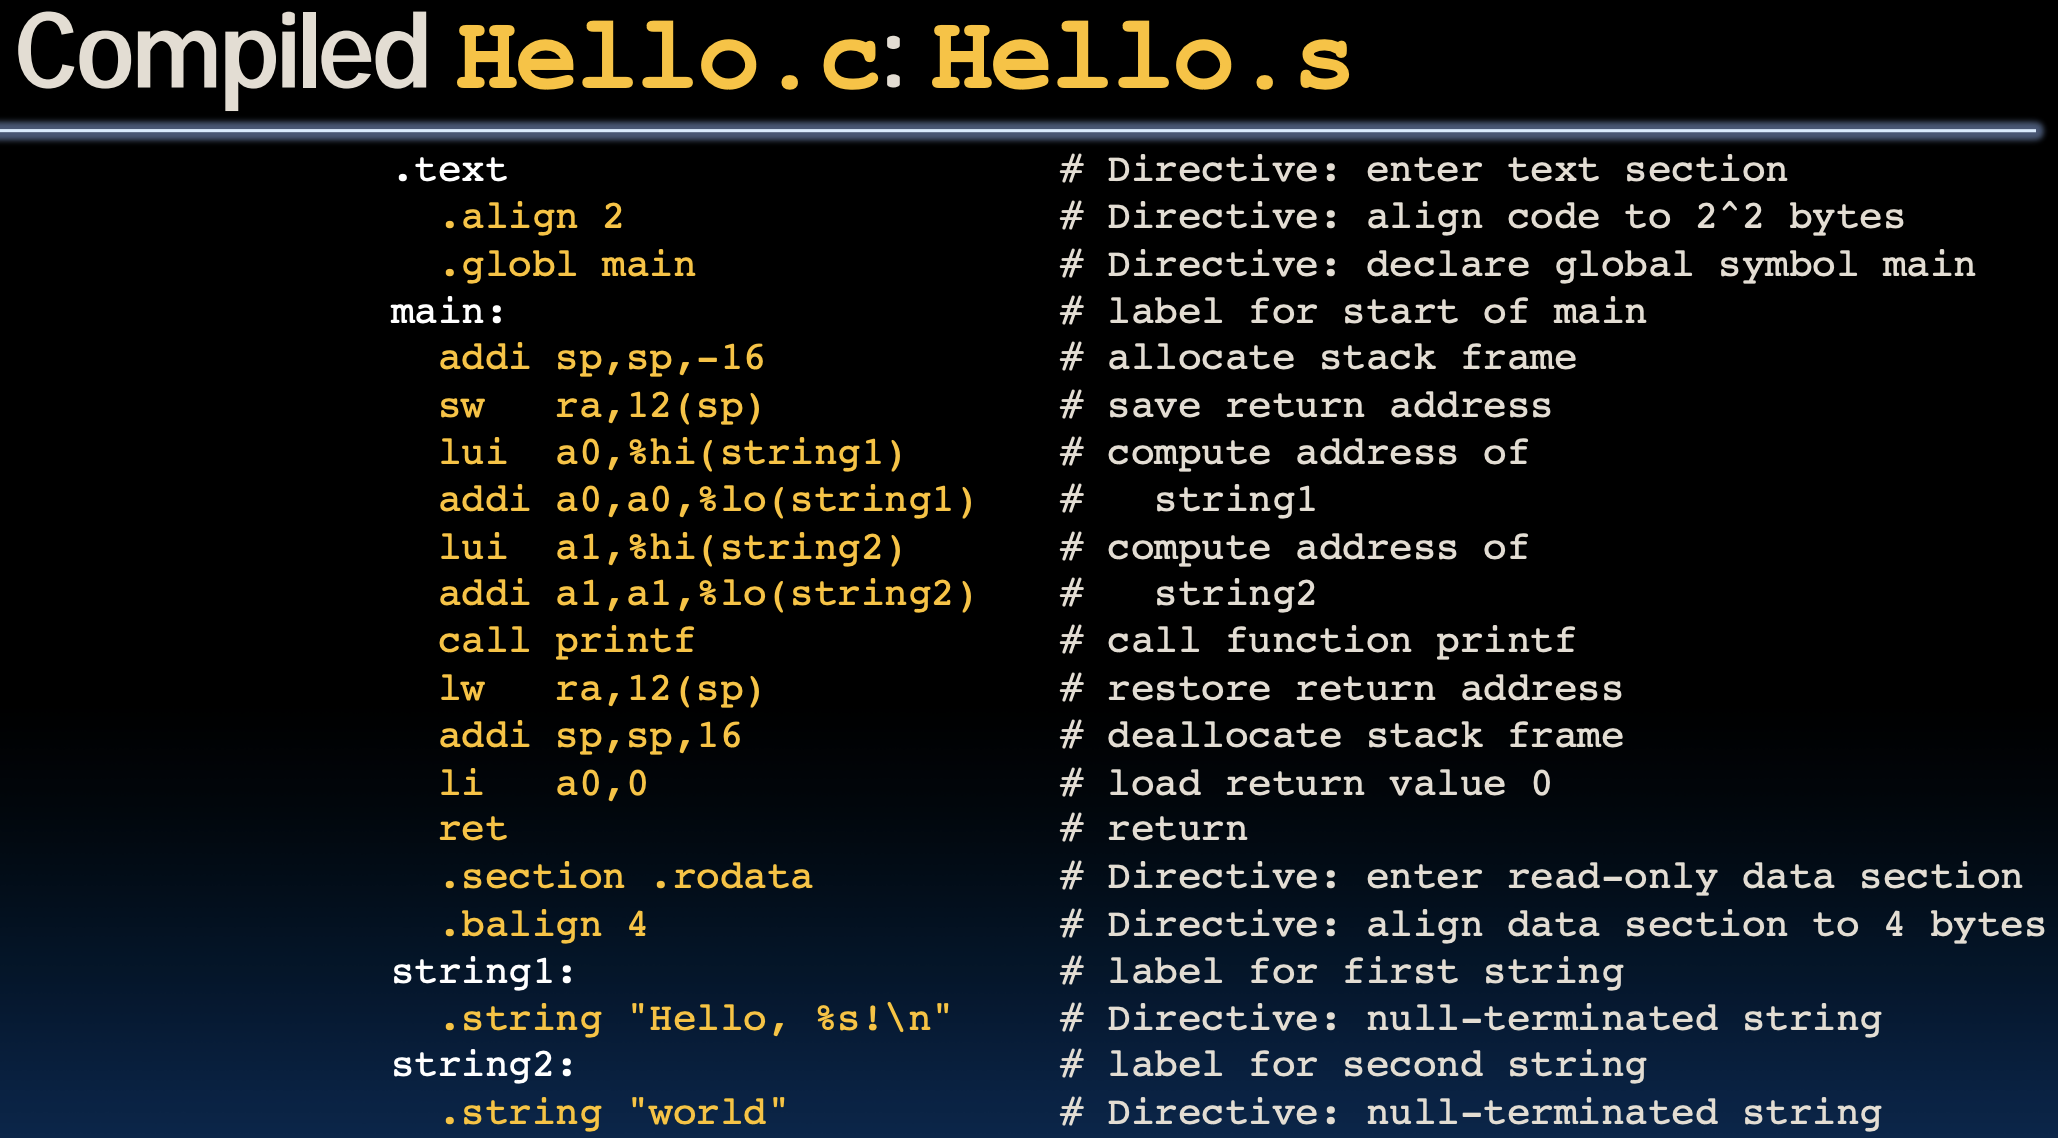 Compiled Hello.c: Hello.s
.text # Directive: enter text section
.align 2 # Directive: align code to 2^2 bytes
.globl main # Directive: declare global symbol main
main: # label for start of main
addi sp,sp,-16 # allocate stack frame
sw ra,12(sp) # save return address
lui a0,%hi(string1) # compute address of
addi a0,a0,%lo(string1) # string1
lui a1,%hi(string2) # compute address of
addi a1,a1,%lo(string2) # string2
call printf # call function printf
lw ra,12(sp) # restore return address
addi sp,sp,16 # deallocate stack frame
li a0,0 # load return value 0
ret # return
.section .rodata # Directive: enter read-only data section
.balign 4 # Directive: align data section to 4 bytes
string1: # label for first string
.string "Hello, %s!\n" # Directive: null-terminated string
string2: # label for second string
.string "world" # Directive: null-terminated string